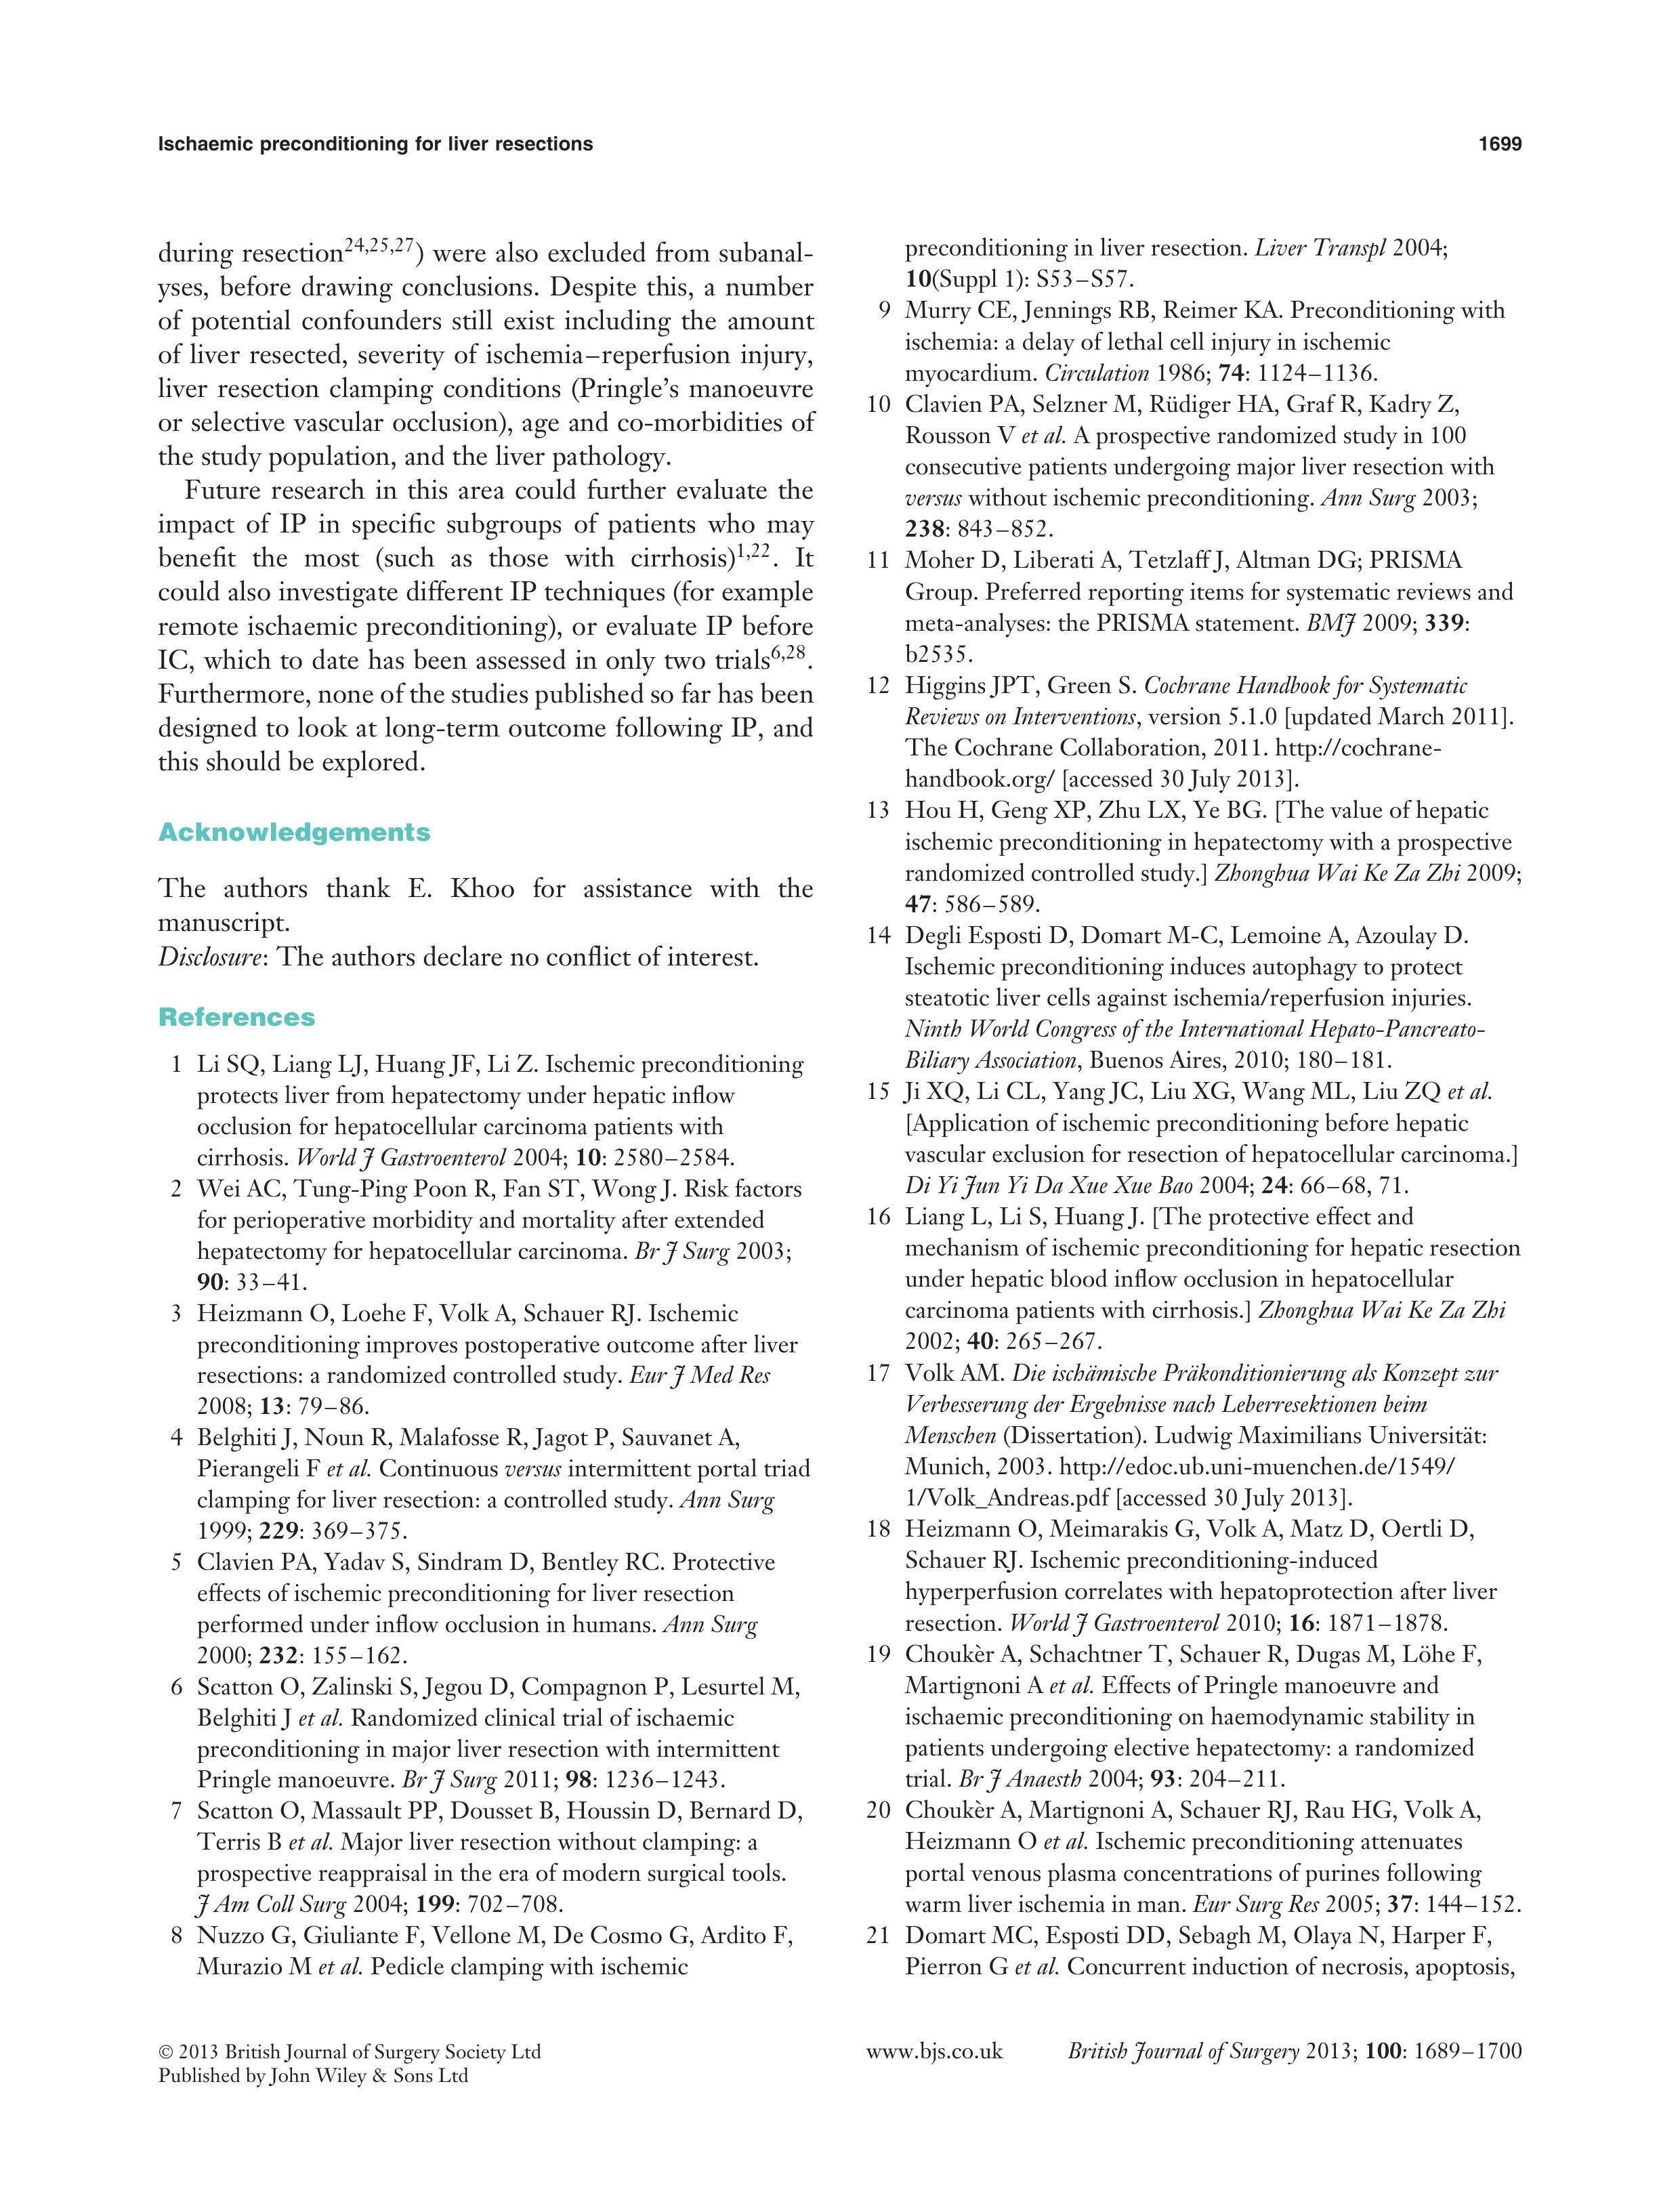 Ischaemic preconditioning for liver resections
1699
during resection24,25,27) were also excluded from subanal-
yses, before drawing conclusions. Despite this, a number
of potential confounders still exist including the amount
of liver resected, severity of ischemia–reperfusion injury,
liver resection clamping conditions (Pringle's manoeuvre
or selective vascular occlusion), age and co-morbidities of
the study population, and the liver pathology.
Future research in this area could further evaluate the
impact of IP in specific subgroups of patients who may
benefit the most (such as those with cirrhosis)1,22. It
could also investigate different IP techniques (for example
remote ischaemic preconditioning), or evaluate IP before
IC, which to date has been assessed in only two trials6,28.
Furthermore, none of the studies published so far has been
designed to look at long-term outcome following IP, and
this should be explored.
Acknowledgements
The authors thank E. Khoo for assistance with the
manuscript.
Disclosure: The authors declare no conflict of interest.
References
1 Li SQ, Liang LJ, Huang JF, Li Z. Ischemic preconditioning
protects liver from hepatectomy under hepatic inflow
occlusion for hepatocellular carcinoma patients with
cirrhosis. World J Gastroenterol 2004; 10: 2580–2584.
2 Wei AC, Tung-Ping Poon R, Fan ST, Wong J. Risk factors
for perioperative morbidity and mortality after extended
hepatectomy for hepatocellular carcinoma. Br J Surg 2003;
90: 33–41.
3 Heizmann O, Loehe F, Volk A, Schauer RJ. Ischemic
preconditioning improves postoperative outcome after liver
resections: a randomized controlled study. Eur J Med Res
2008; 13: 79–86.
4 Belghiti J, Noun R, Malafosse R, Jagot P, Sauvanet A,
Pierangeli F et al. Continuous versus intermittent portal triad
clamping for liver resection: a controlled study. Ann Surg
1999; 229: 369–375.
5 Clavien PA, Yadav S, Sindram D, Bentley RC. Protective
effects of ischemic preconditioning for liver resection
performed under inflow occlusion in humans. Ann Surg
2000; 232: 155–162.
6 Scatton O, Zalinski S, Jegou D, Compagnon P, Lesurtel M,
Belghiti J et al. Randomized clinical trial of ischaemic
preconditioning in major liver resection with intermittent
Pringle manoeuvre. Br J Surg 2011; 98: 1236–1243.
7 Scatton O, Massault PP, Dousset B, Houssin D, Bernard D,
Terris B et al. Major liver resection without clamping: a
prospective reappraisal in the era of modern surgical tools.
J Am Coll Surg 2004; 199: 702–708.
8 Nuzzo G, Giuliante F, Vellone M, De Cosmo G, Ardito F,
Murazio M et al. Pedicle clamping with ischemic
preconditioning in liver resection. Liver Transpl 2004;
10(Suppl 1): S53–S57.
9 Murry CE, Jennings RB, Reimer KA. Preconditioning with
ischemia: a delay of lethal cell injury in ischemic
myocardium. Circulation 1986; 74: 1124–1136.
10 Clavien PA, Selzner M, Rüdiger HA, Graf R, Kadry Z,
Rousson V et al. A prospective randomized study in 100
consecutive patients undergoing major liver resection with
versus without ischemic preconditioning. Ann Surg 2003;
238: 843–852.
11 Moher D, Liberati A, Tetzlaff J, Altman DG; PRISMA
Group. Preferred reporting items for systematic reviews and
meta-analyses: the PRISMA statement. BMJ 2009; 339:
b2535.
12 Higgins JPT, Green S. Cochrane Handbook for Systematic
Reviews on Interventions, version 5.1.0 [updated March 2011].
The Cochrane Collaboration, 2011. http://cochrane-
handbook.org/ [accessed 30 July 2013].
13 Hou H, Geng XP, Zhu LX, Ye BG. [The value of hepatic
ischemic preconditioning in hepatectomy with a prospective
randomized controlled study.] Zhonghua Wai Ke Za Zhi 2009;
47: 586–589.
14 Degli Esposti D, Domart M-C, Lemoine A, Azoulay D.
Ischemic preconditioning induces autophagy to protect
steatotic liver cells against ischemia/reperfusion injuries.
Ninth World Congress of the International Hepato-Pancreato-
Biliary Association, Buenos Aires, 2010; 180–181.
15 Ji XQ, Li CL, Yang JC, Liu XG, Wang ML, Liu ZQ et al.
[Application of ischemic preconditioning before hepatic
vascular exclusion for resection of hepatocellular carcinoma.]
Di Yi Jun Yi Da Xue Xue Bao 2004; 24: 66–68, 71.
16 Liang L, Li S, Huang J. [The protective effect and
mechanism of ischemic preconditioning for hepatic resection
under hepatic blood inflow occlusion in hepatocellular
carcinoma patients with cirrhosis.] Zhonghua Wai Ke Za Zhi
2002; 40: 265–267.
17 Volk AM. Die ischämische Präkonditionierung als Konzept zur
Verbesserung der Ergebnisse nach Leberresektionen beim
Menschen (Dissertation). Ludwig Maximilians Universität:
Munich, 2003. http://edoc.ub.uni-muenchen.de/1549/
1/Volk_Andreas.pdf [accessed 30 July 2013].
18 Heizmann O, Meimarakis G, Volk A, Matz D, Oertli D,
Schauer RJ. Ischemic preconditioning-induced
hyperperfusion correlates with hepatoprotection after liver
resection. World J Gastroenterol 2010; 16: 1871–1878.
19 Choukèr A, Schachtner T, Schauer R, Dugas M, Löhe F,
Martignoni A et al. Effects of Pringle manoeuvre and
ischaemic preconditioning on haemodynamic stability in
patients undergoing elective hepatectomy: a randomized
trial. Br J Anaesth 2004; 93: 204–211.
20 Choukèr A, Martignoni A, Schauer RJ, Rau HG, Volk A,
Heizmann O et al. Ischemic preconditioning attenuates
portal venous plasma concentrations of purines following
warm liver ischemia in man. Eur Surg Res 2005; 37: 144–152.
21 Domart MC, Esposti DD, Sebagh M, Olaya N, Harper F,
Pierron G et al. Concurrent induction of necrosis, apoptosis,
© 2013 British Journal of Surgery Society Ltd
Published by John Wiley & Sons Ltd
www.bjs.co.uk
British Journal of Surgery 2013; 100: 1689–1700